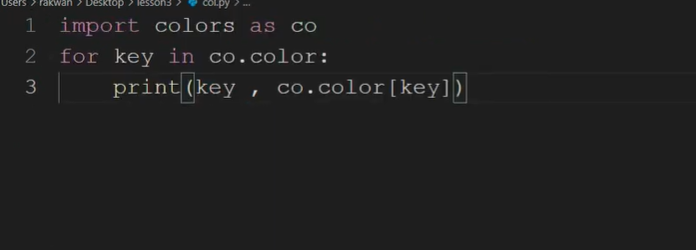 Users > rakwan > Desktop > lesson3 > col.py > ...
1 import colors as co
2 for key in co.color:
3 print(key , co.color[key])